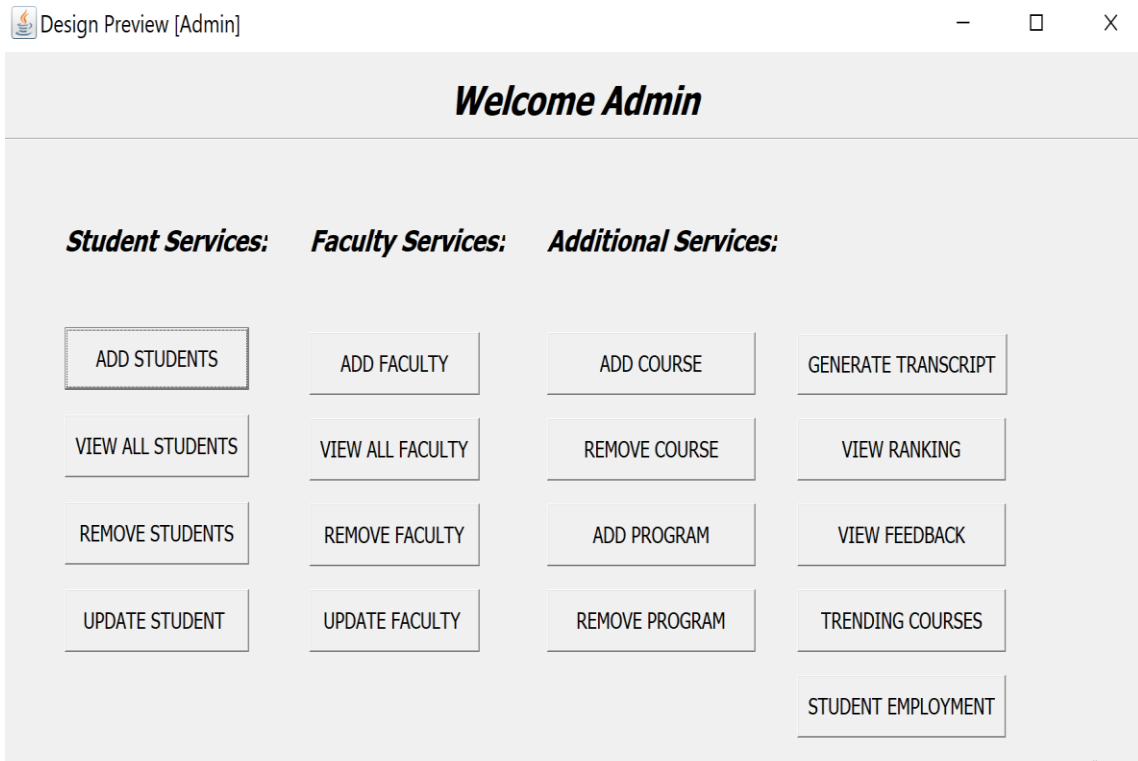 Design Preview [Admin]
Welcome Admin
Student Services: Faculty Services: Additional Services:
ADD STUDENTS ADD FACULTY ADD COURSE GENERATE TRANSCRIPT
VIEW ALL STUDENTS VIEW ALL FACULTY REMOVE COURSE VIEW RANKING
REMOVE STUDENTS REMOVE FACULTY ADD PROGRAM VIEW FEEDBACK
UPDATE STUDENT UPDATE FACULTY REMOVE PROGRAM TRENDING COURSES
STUDENT EMPLOYMENT